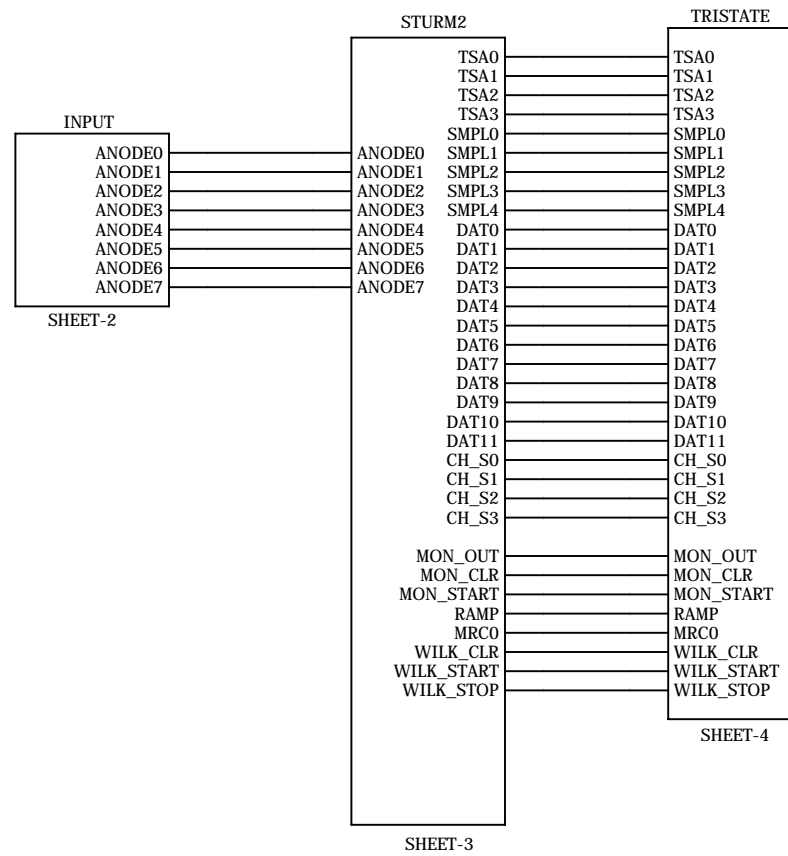 INPUT
ANODE0
ANODE1
ANODE2
ANODE3
ANODE4
ANODE5
ANODE6
ANODE7
SHEET-2
STURM2
ANODE0
ANODE1
ANODE2
ANODE3
ANODE4
ANODE5
ANODE6
ANODE7
TSA0
TSA1
TSA2
TSA3
SMPL0
SMPL1
SMPL2
SMPL3
SMPL4
DAT0
DAT1
DAT2
DAT3
DAT4
DAT5
DAT6
DAT7
DAT8
DAT9
DAT10
DAT11
CH_S0
CH_S1
CH_S2
CH_S3
MON_OUT
MON_CLR
MON_START
RAMP
MRC0
WILK_CLR
WILK_START
WILK_STOP
SHEET-3
TRISTATE
TSA0
TSA1
TSA2
TSA3
SMPL0
SMPL1
SMPL2
SMPL3
SMPL4
DAT0
DAT1
DAT2
DAT3
DAT4
DAT5
DAT6
DAT7
DAT8
DAT9
DAT10
DAT11
CH_S0
CH_S1
CH_S2
CH_S3
MON_OUT
MON_CLR
MON_START
RAMP
MRC0
WILK_CLR
WILK_START
WILK_STOP
SHEET-4